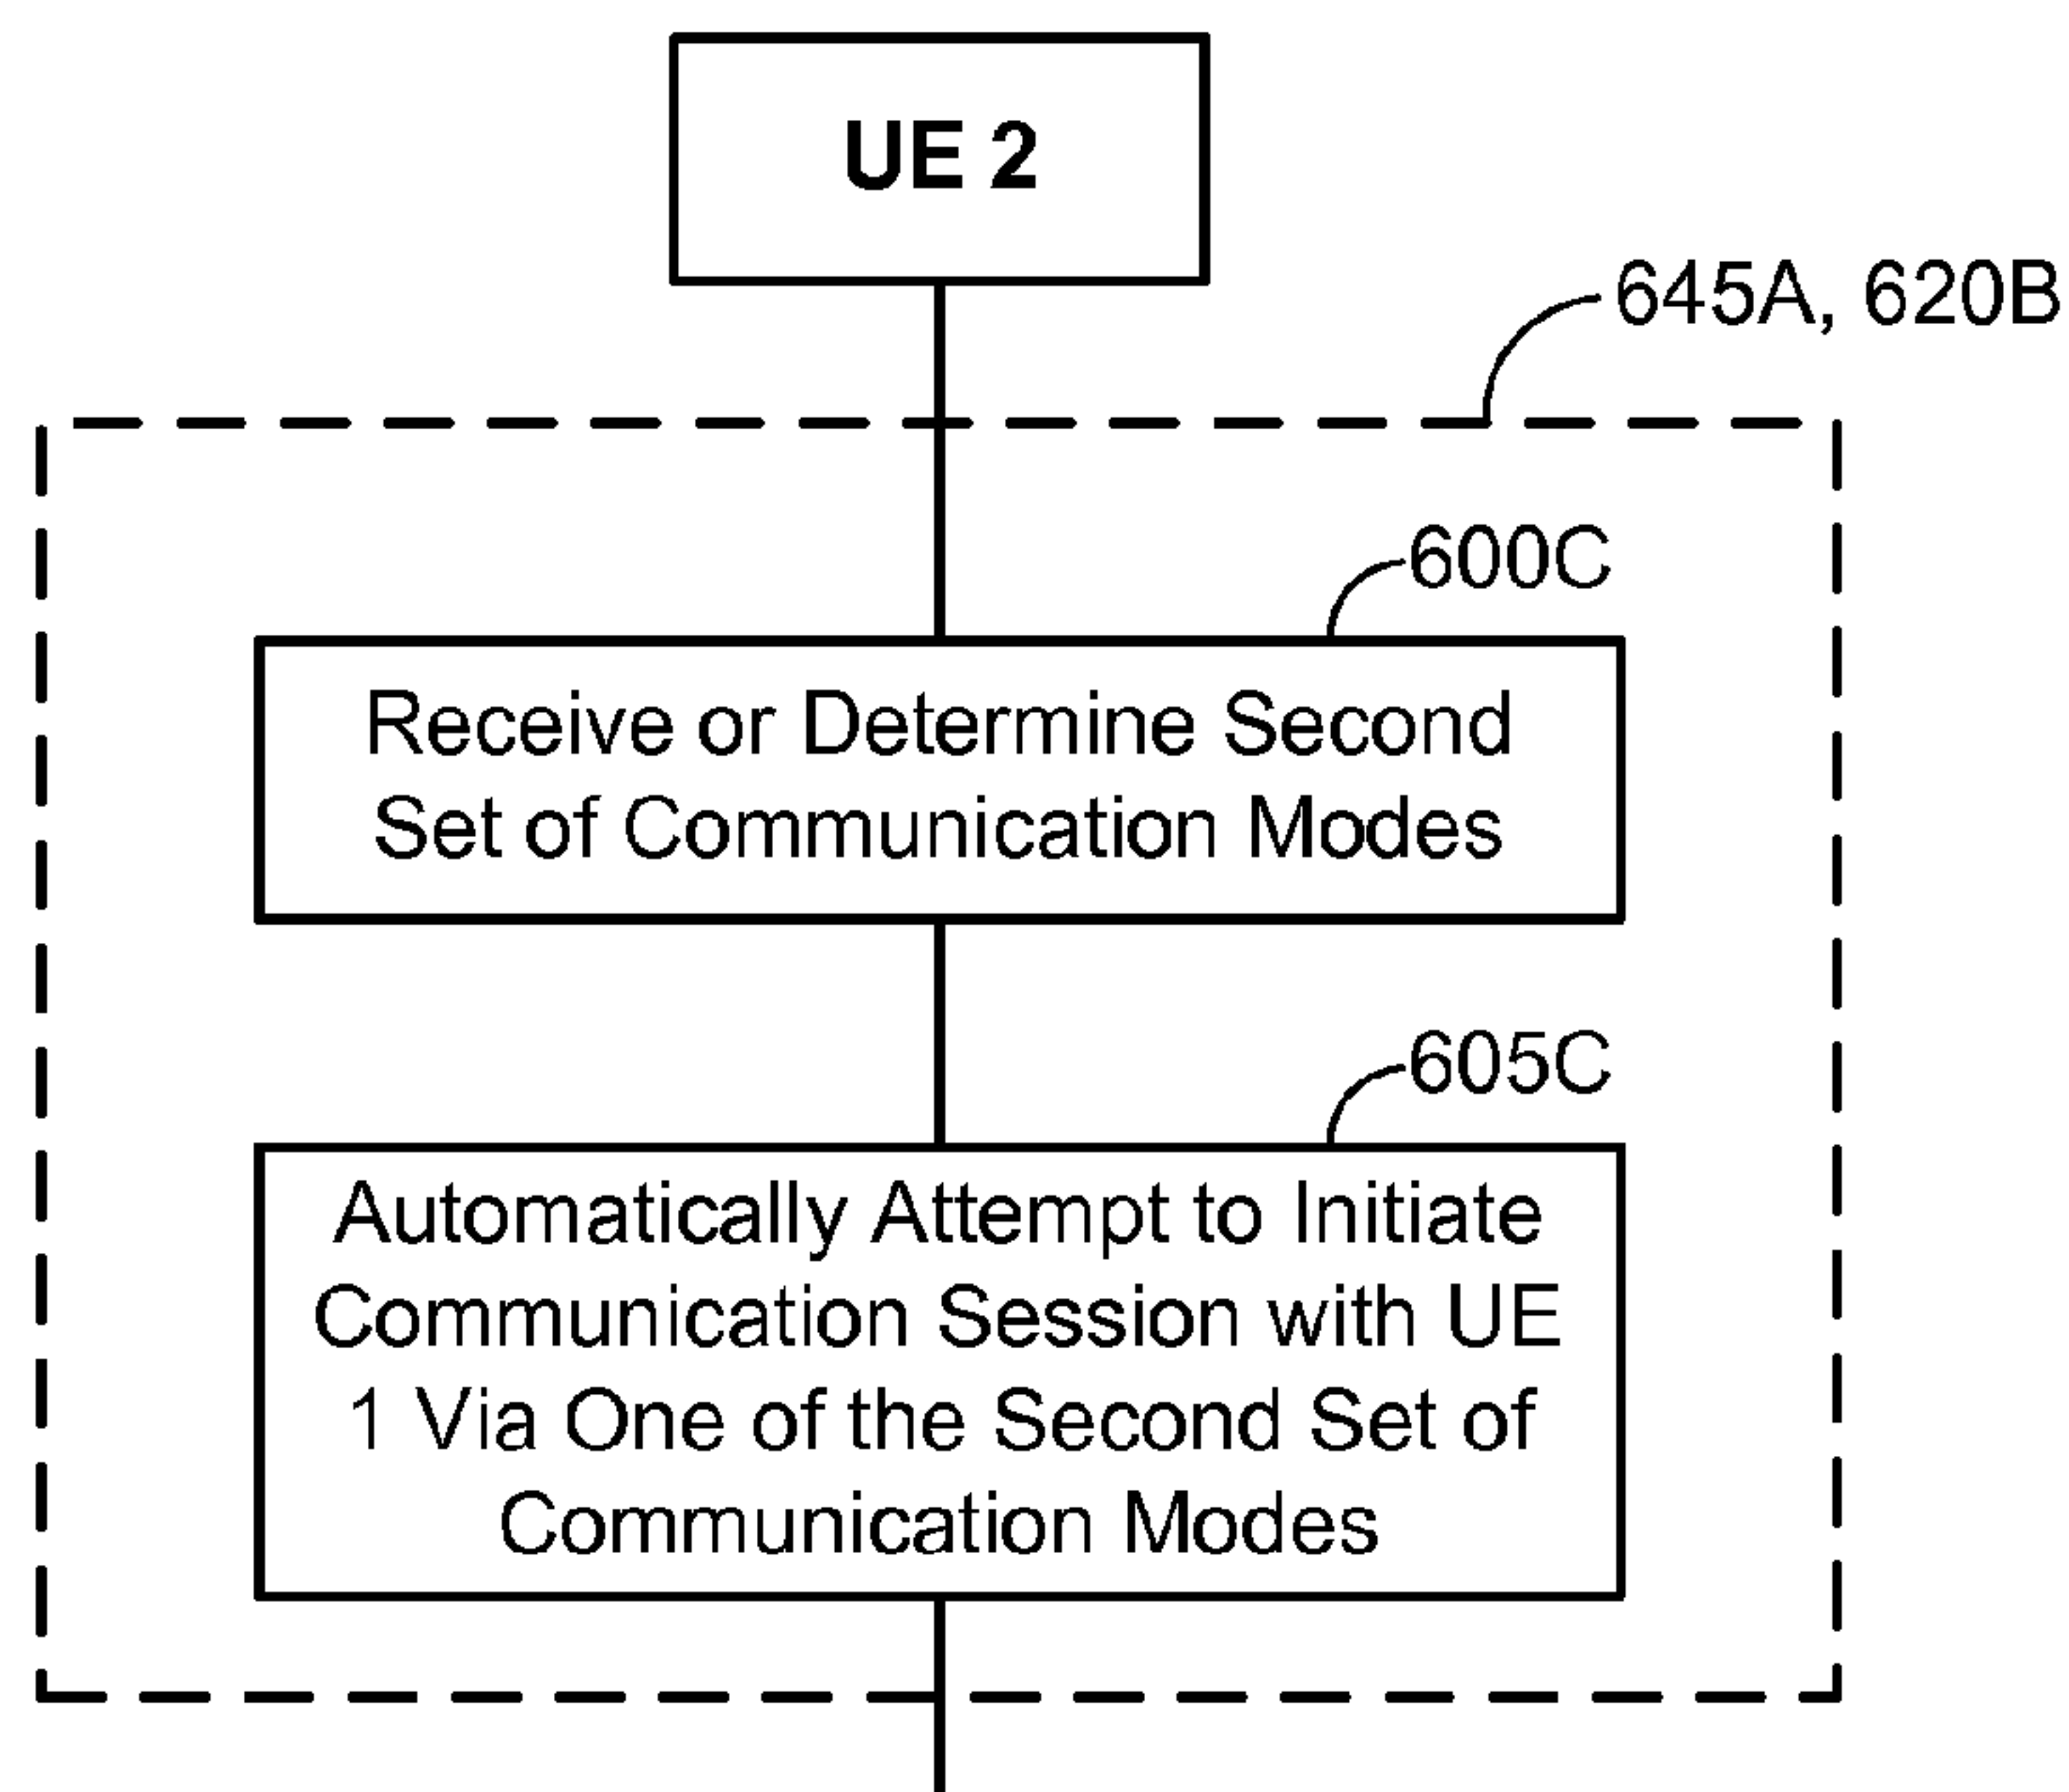 UE 2
645A, 620B
600C
Receive or Determine Second
Set of Communication Modes
605C
Automatically Attempt to Initiate
Communication Session with UE
1 Via One of the Second Set of
Communication Modes